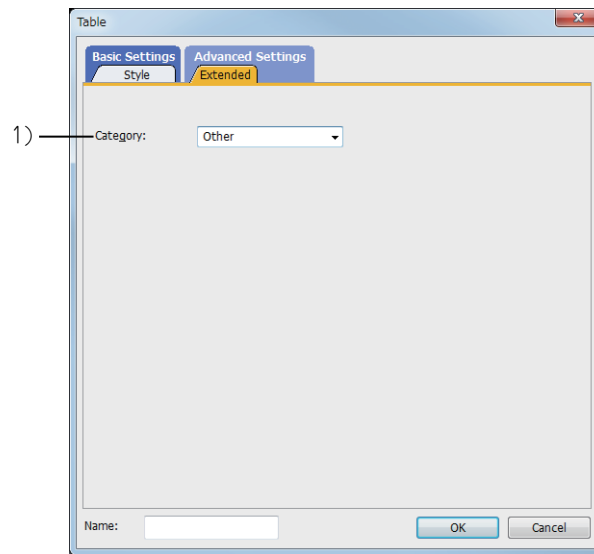 Table
x
Basic Settings Advanced Settings
Style Extended
1) Category: Other
Name: OK Cancel